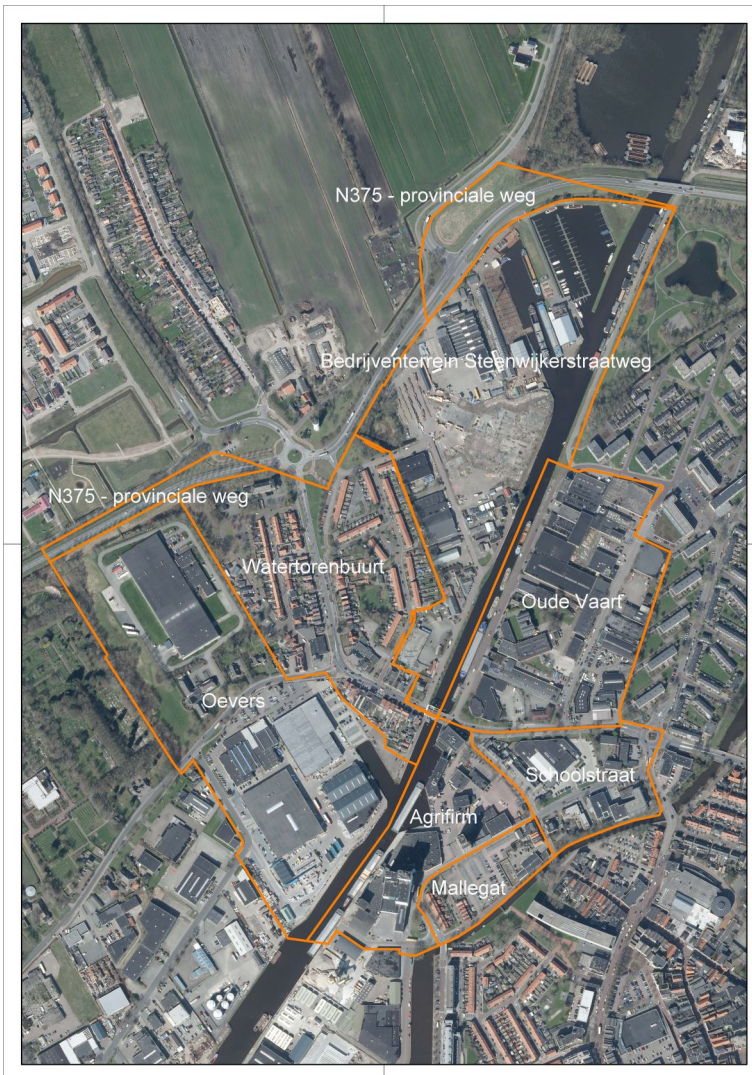 N375 - provinciale weg
Bedrijventerrein Steenwijkerstraatweg
N375 - provinciale weg
Watertorenbuurt
Oude Vaart
Oevers
Schoolstraat
Agrifirm
Mallegat